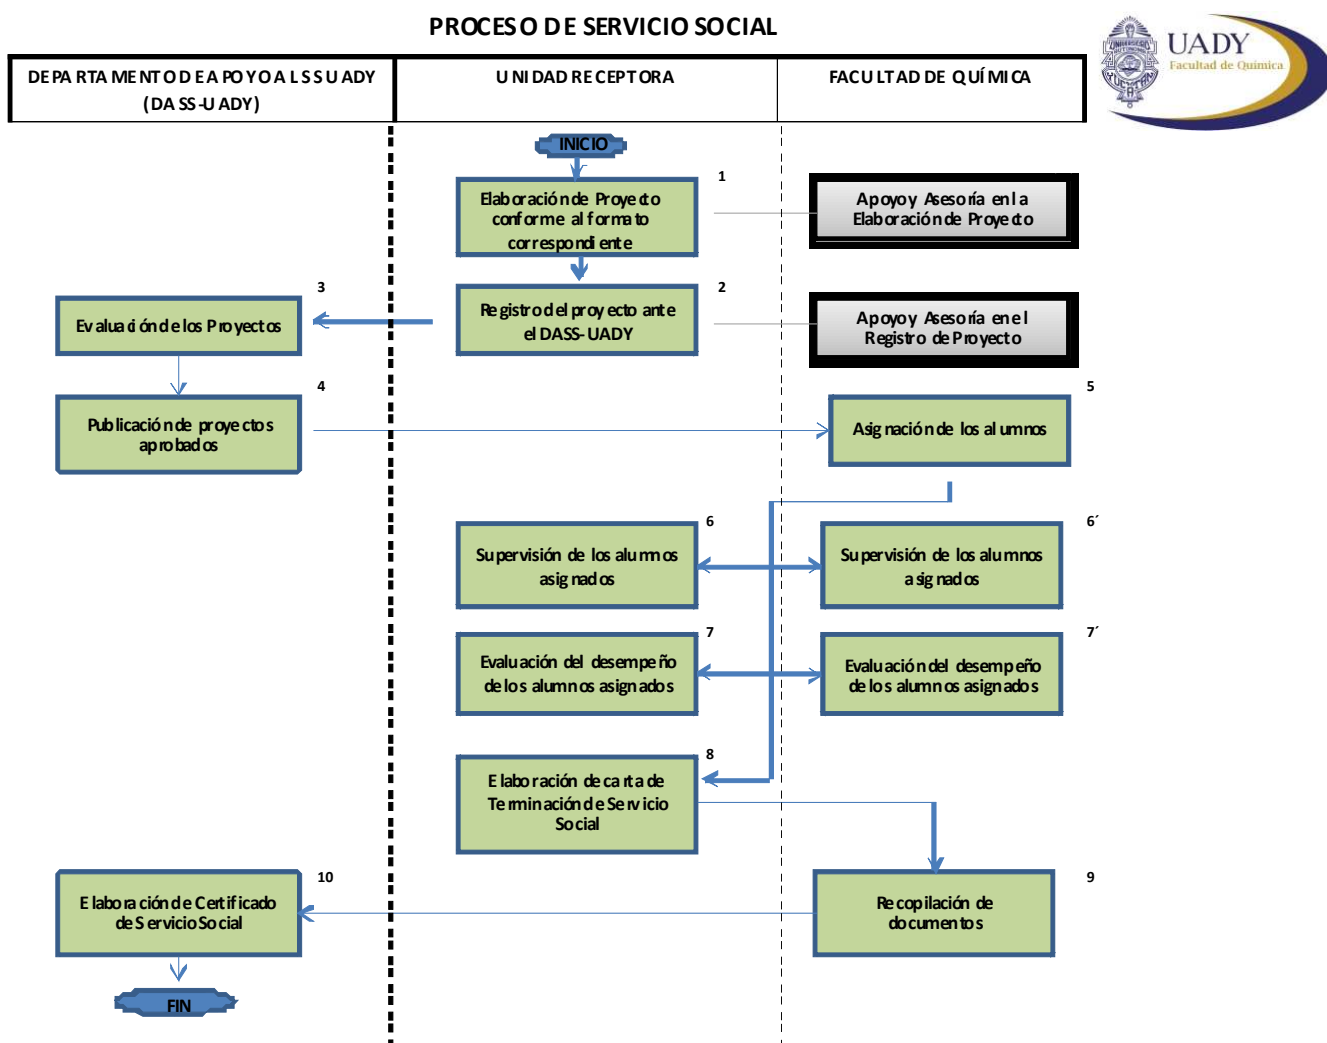 PROCESO DE SERVICIO SOCIAL
UADY
Facultad de Química
DEPARTAMENTO DE APOYO AL SS UADY
(DASS-UADY)
UNIDAD RECEPTORA
FACULTAD DE QUÍMICA
INICIO
1
Elaboración de Proyecto
conforme al formato
correspondiente
Apoyo y Asesoría en la
Elaboración de Proyecto
2
Registro del proyecto ante
el DASS-UADY
Apoyo y Asesoría en el
Registro de Proyecto
3
Evaluación de los Proyectos
4
Publicación de proyectos
aprobados
5
Asignación de los alumnos
6
Supervisión de los alumnos
asignados
6´
Supervisión de los alumnos
asignados
7
Evaluación del desempeño
de los alumnos asignados
7´
Evaluación del desempeño
de los alumnos asignados
8
Elaboración de carta de
Terminación de Servicio
Social
9
Recopilación de
documentos
10
Elaboración de Certificado
de Servicio Social
FIN